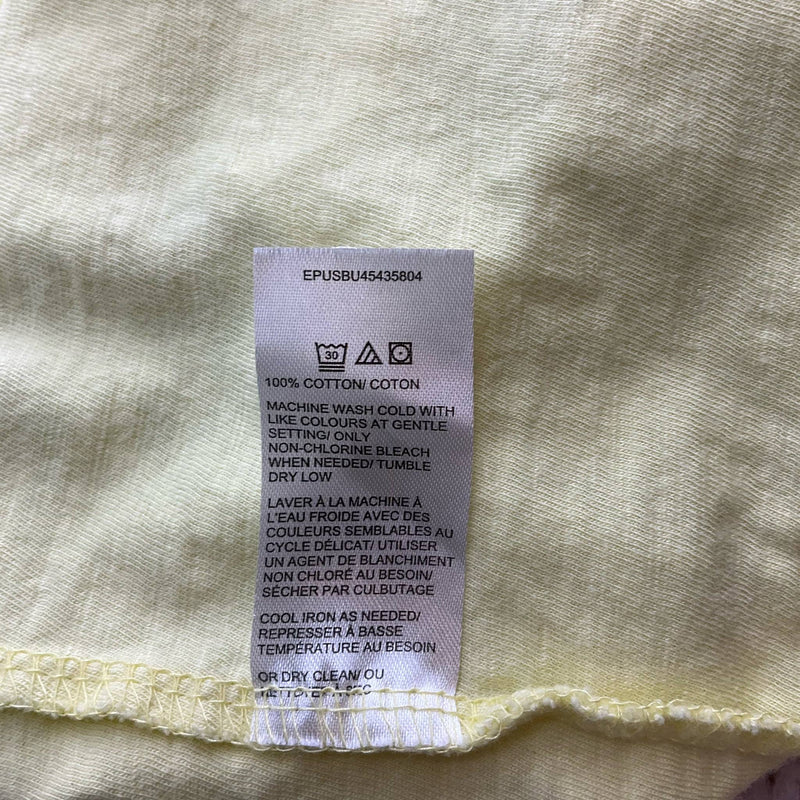 EPUSBU45435804
30
100% COTTON/ COTON
MACHINE WASH COLD WITH
LIKE COLOURS AT GENTLE
SETTING/ ONLY
NON-CHLORINE BLEACH
WHEN NEEDED/ TUMBLE
DRY LOW
LAVER À LA MACHINE À
L'EAU FROIDE AVEC DES
COULEURS SEMBLABLES AU
CYCLE DÉLICAT/ UTILISER
UN AGENT DE BLANCHIMENT
NON CHLORÉ AU BESOIN/
SÉCHER PAR CULBUTAGE
COOL IRON AS NEEDED/
REPRESSER À BASSE
TEMPÉRATURE AU BESOIN
OR DRY CLEAN/ OU
NETTOYER À SEC